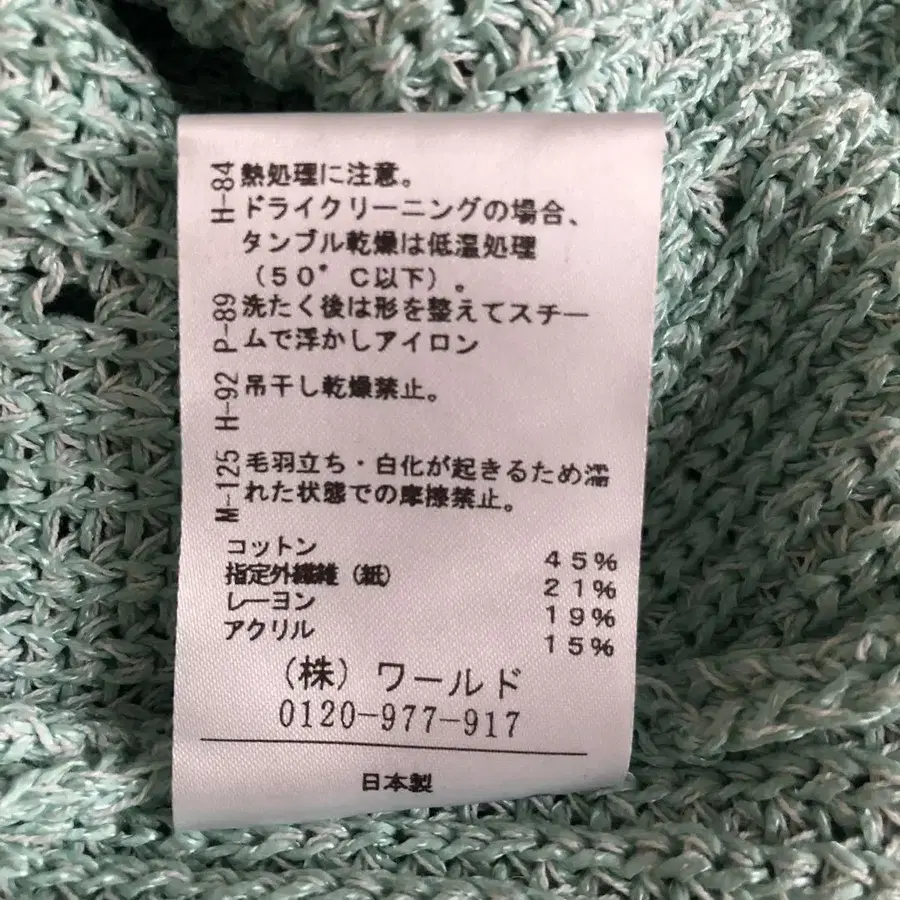 H-84 熱処理に注意。
ドライクリーニングの場合、
タンブル乾燥は低温処理
（50°C以下）。
P-89 洗たく後は形を整えてスチー
ムで浮かしアイロン
H-92 吊干し乾燥禁止。
M-125 毛羽立ち・白化が起きるため濡
れた状態での摩擦禁止。
コットン 45%
指定外繊維（紙） 21%
レーヨン 19%
アクリル 15%
（株）ワールド
0120-977-917
日本製